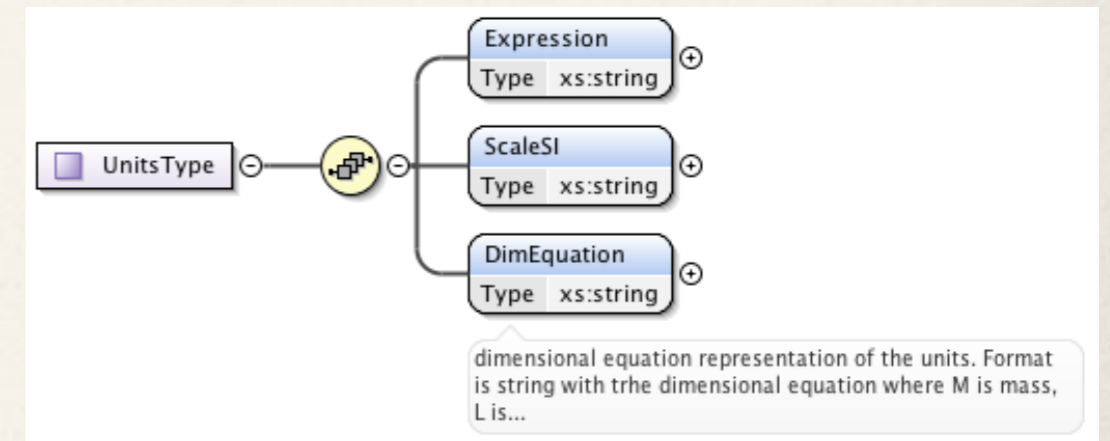 Expression
Type xs:string
UnitsType
ScaleSI
Type xs:string
DimEquation
Type xs:string
dimensional equation representation of the units. Format
is string with trhe dimensional equation where M is mass,
L is...